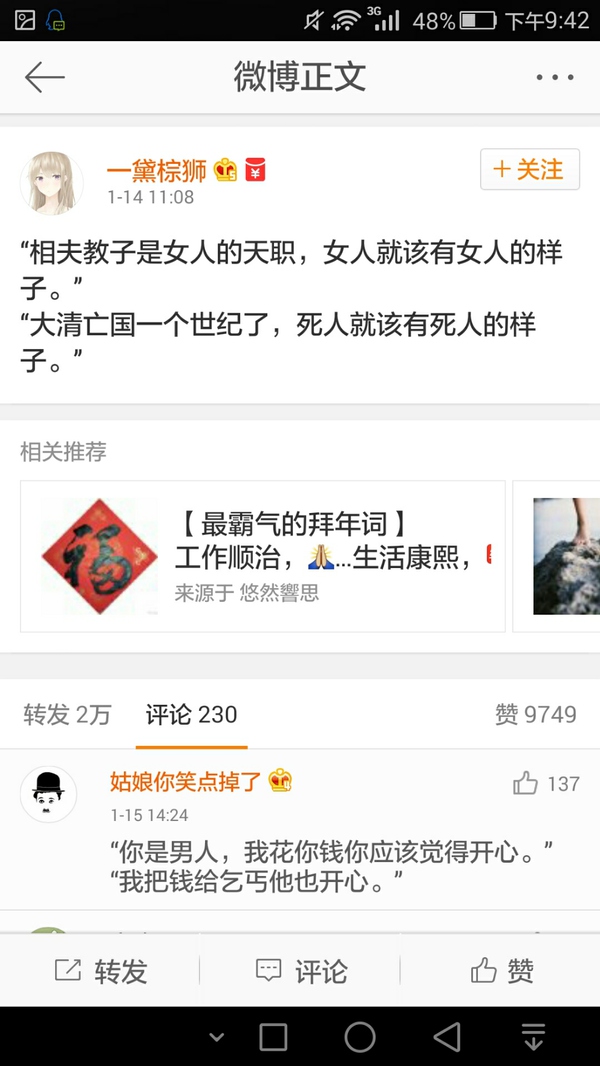 3G 48% 下午9:42
微博正文
一黛棕狮
+关注
1-14 11:08
“相夫教子是女人的天职，女人就该有女人的样
子。”
“大清亡国一个世纪了，死人就该有死人的样
子。”
相关推荐
福
【最霸气的拜年词】
工作顺治，🙏...生活康熙，
来源于 悠然響思
转发 2万 评论 230 赞 9749
姑娘你笑点掉了
137
1-15 14:24
“你是男人，我花你钱你应该觉得开心。”
“我把钱给乞丐他也开心。”
转发 评论 赞